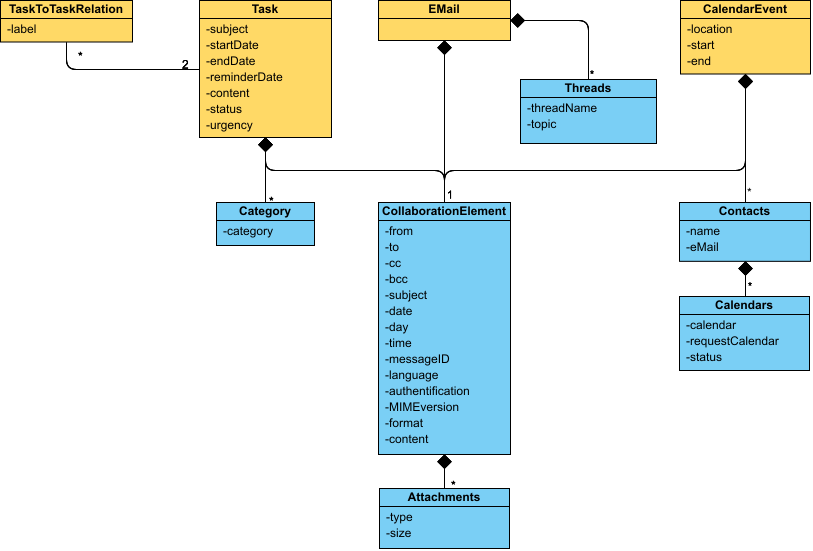 TaskToTaskRelation
-label
*
2
Task
-subject
-startDate
-endDate
-reminderDate
-content
-status
-urgency
EMail
*
Threads
-threadName
-topic
CalendarEvent
-location
-start
-end
*
Category
-category
1
CollaborationElement
-from
-to
-cc
-bcc
-subject
-date
-day
-time
-messageID
-language
-authentification
-MIMEversion
-format
-content
*
Attachments
-type
-size
*
Contacts
-name
-eMail
*
Calendars
-calendar
-requestCalendar
-status